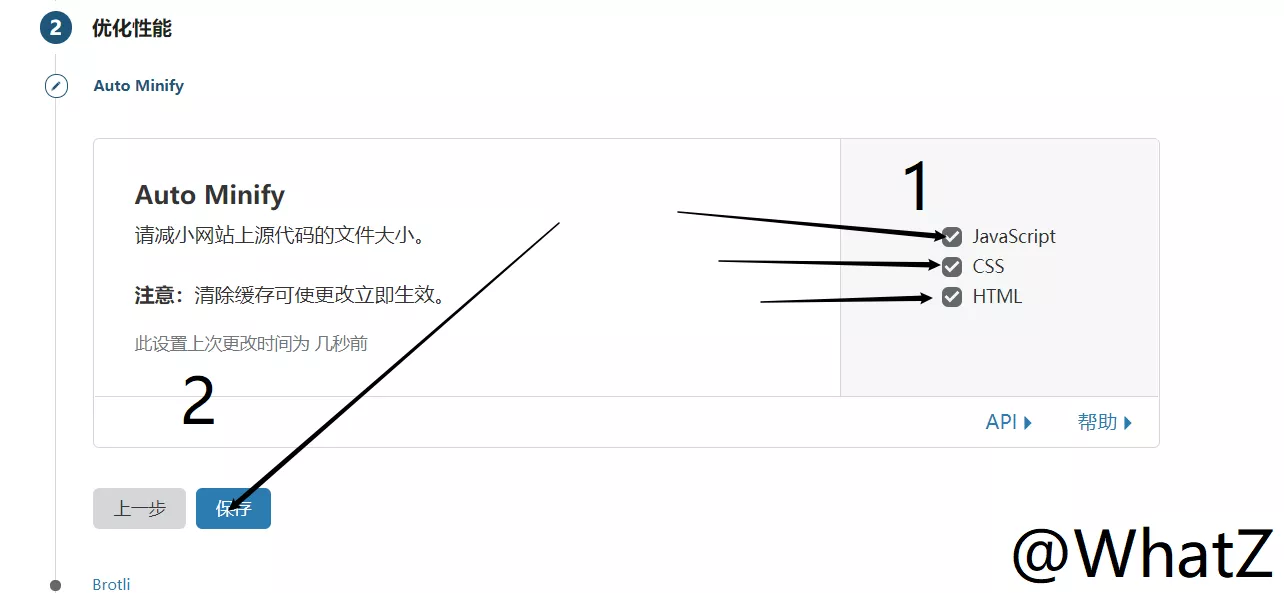 2 优化性能
Auto Minify
Auto Minify
请减小网站上源代码的文件大小。
注意：清除缓存可使更改立即生效。
此设置上次更改时间为 几秒前
1
JavaScript
CSS
HTML
2
API
帮助
上一步
保存
@WhatZ
Brotli